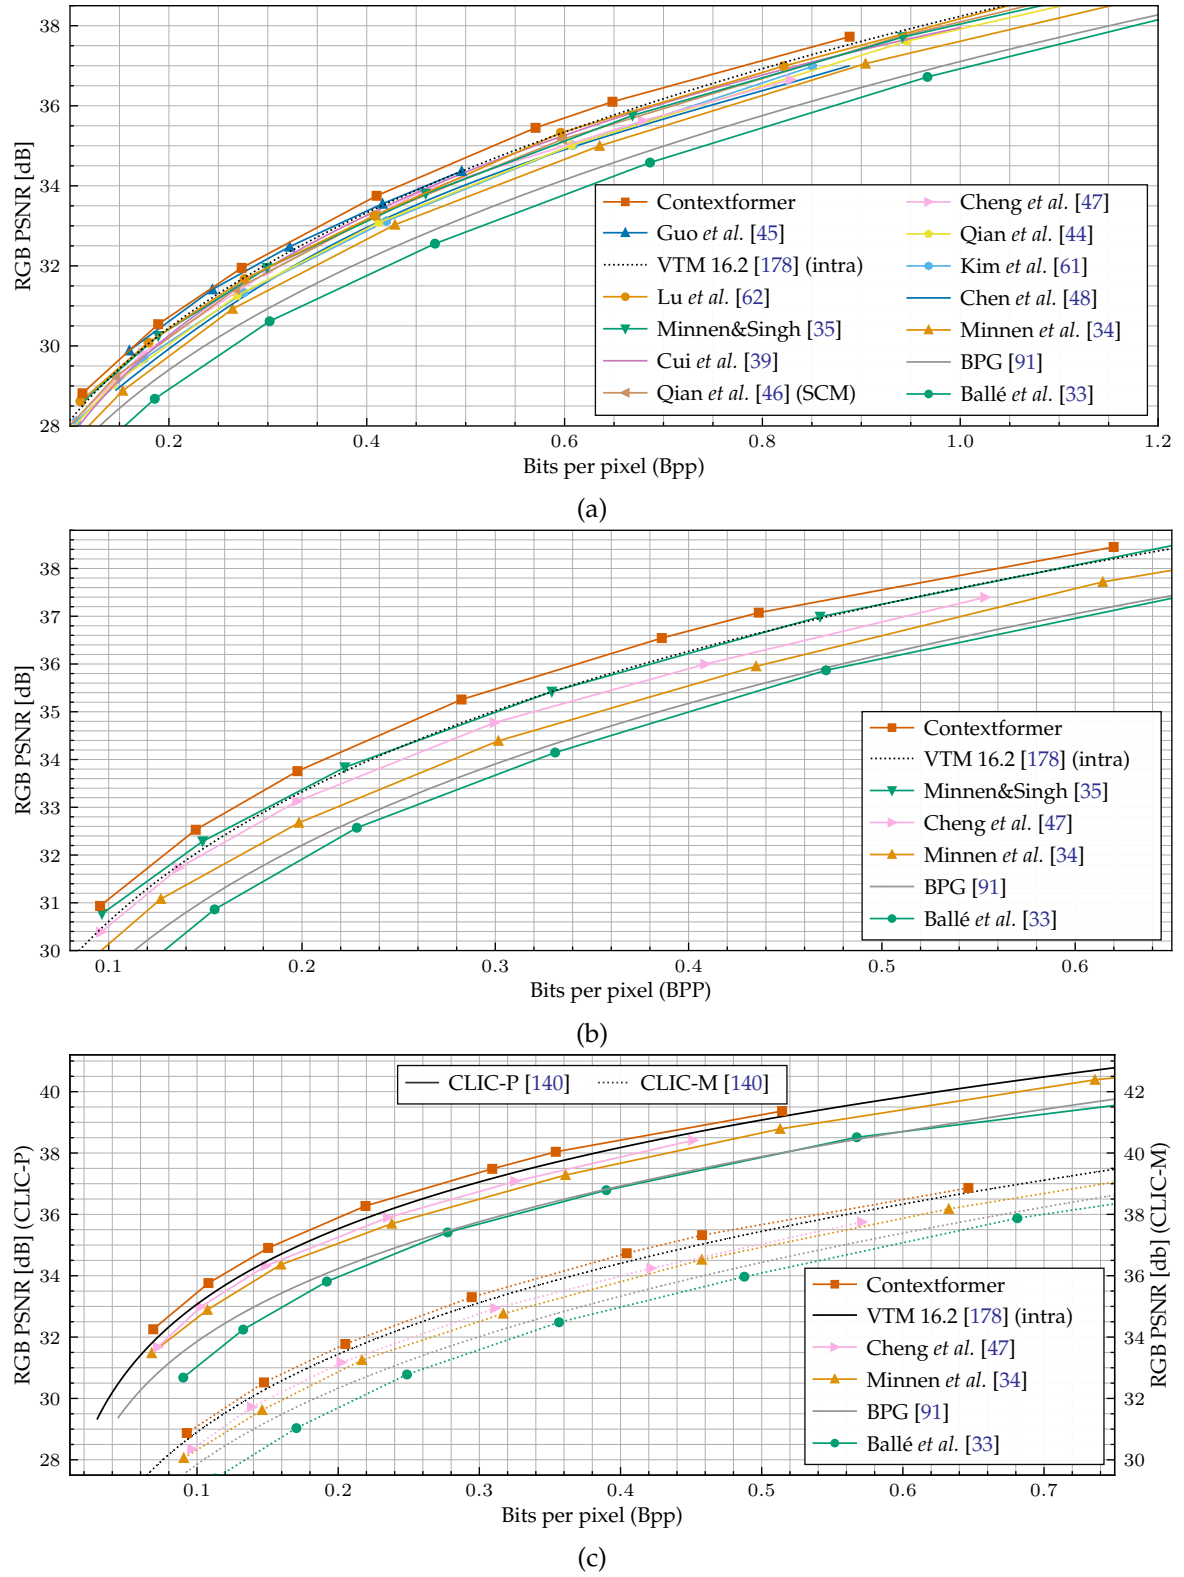 38
36
34
32
30
28
RGB PSNR [dB]
0.2 0.4 0.6 0.8 1.0 1.2
Bits per pixel (Bpp)
Contextformer
Guo et al. [45]
VTM 16.2 [178] (intra)
Lu et al. [62]
Minnen&Singh [35]
Cui et al. [39]
Qian et al. [46] (SCM)
Cheng et al. [47]
Qian et al. [44]
Kim et al. [61]
Chen et al. [48]
Minnen et al. [34]
BPG [91]
Ballé et al. [33]
(a)
38
37
36
35
34
33
32
31
30
RGB PSNR [dB]
0.1 0.2 0.3 0.4 0.5 0.6
Bits per pixel (BPP)
Contextformer
VTM 16.2 [178] (intra)
Minnen&Singh [35]
Cheng et al. [47]
Minnen et al. [34]
BPG [91]
Ballé et al. [33]
(b)
CLIC-P [140] CLIC-M [140]
40
38
36
34
32
30
28
RGB PSNR [dB] (CLIC-P)
42
40
38
36
34
32
30
RGB PSNR [db] (CLIC-M)
Contextformer
VTM 16.2 [178] (intra)
Cheng et al. [47]
Minnen et al. [34]
BPG [91]
Ballé et al. [33]
0.1 0.2 0.3 0.4 0.5 0.6 0.7
Bits per pixel (Bpp)
(c)